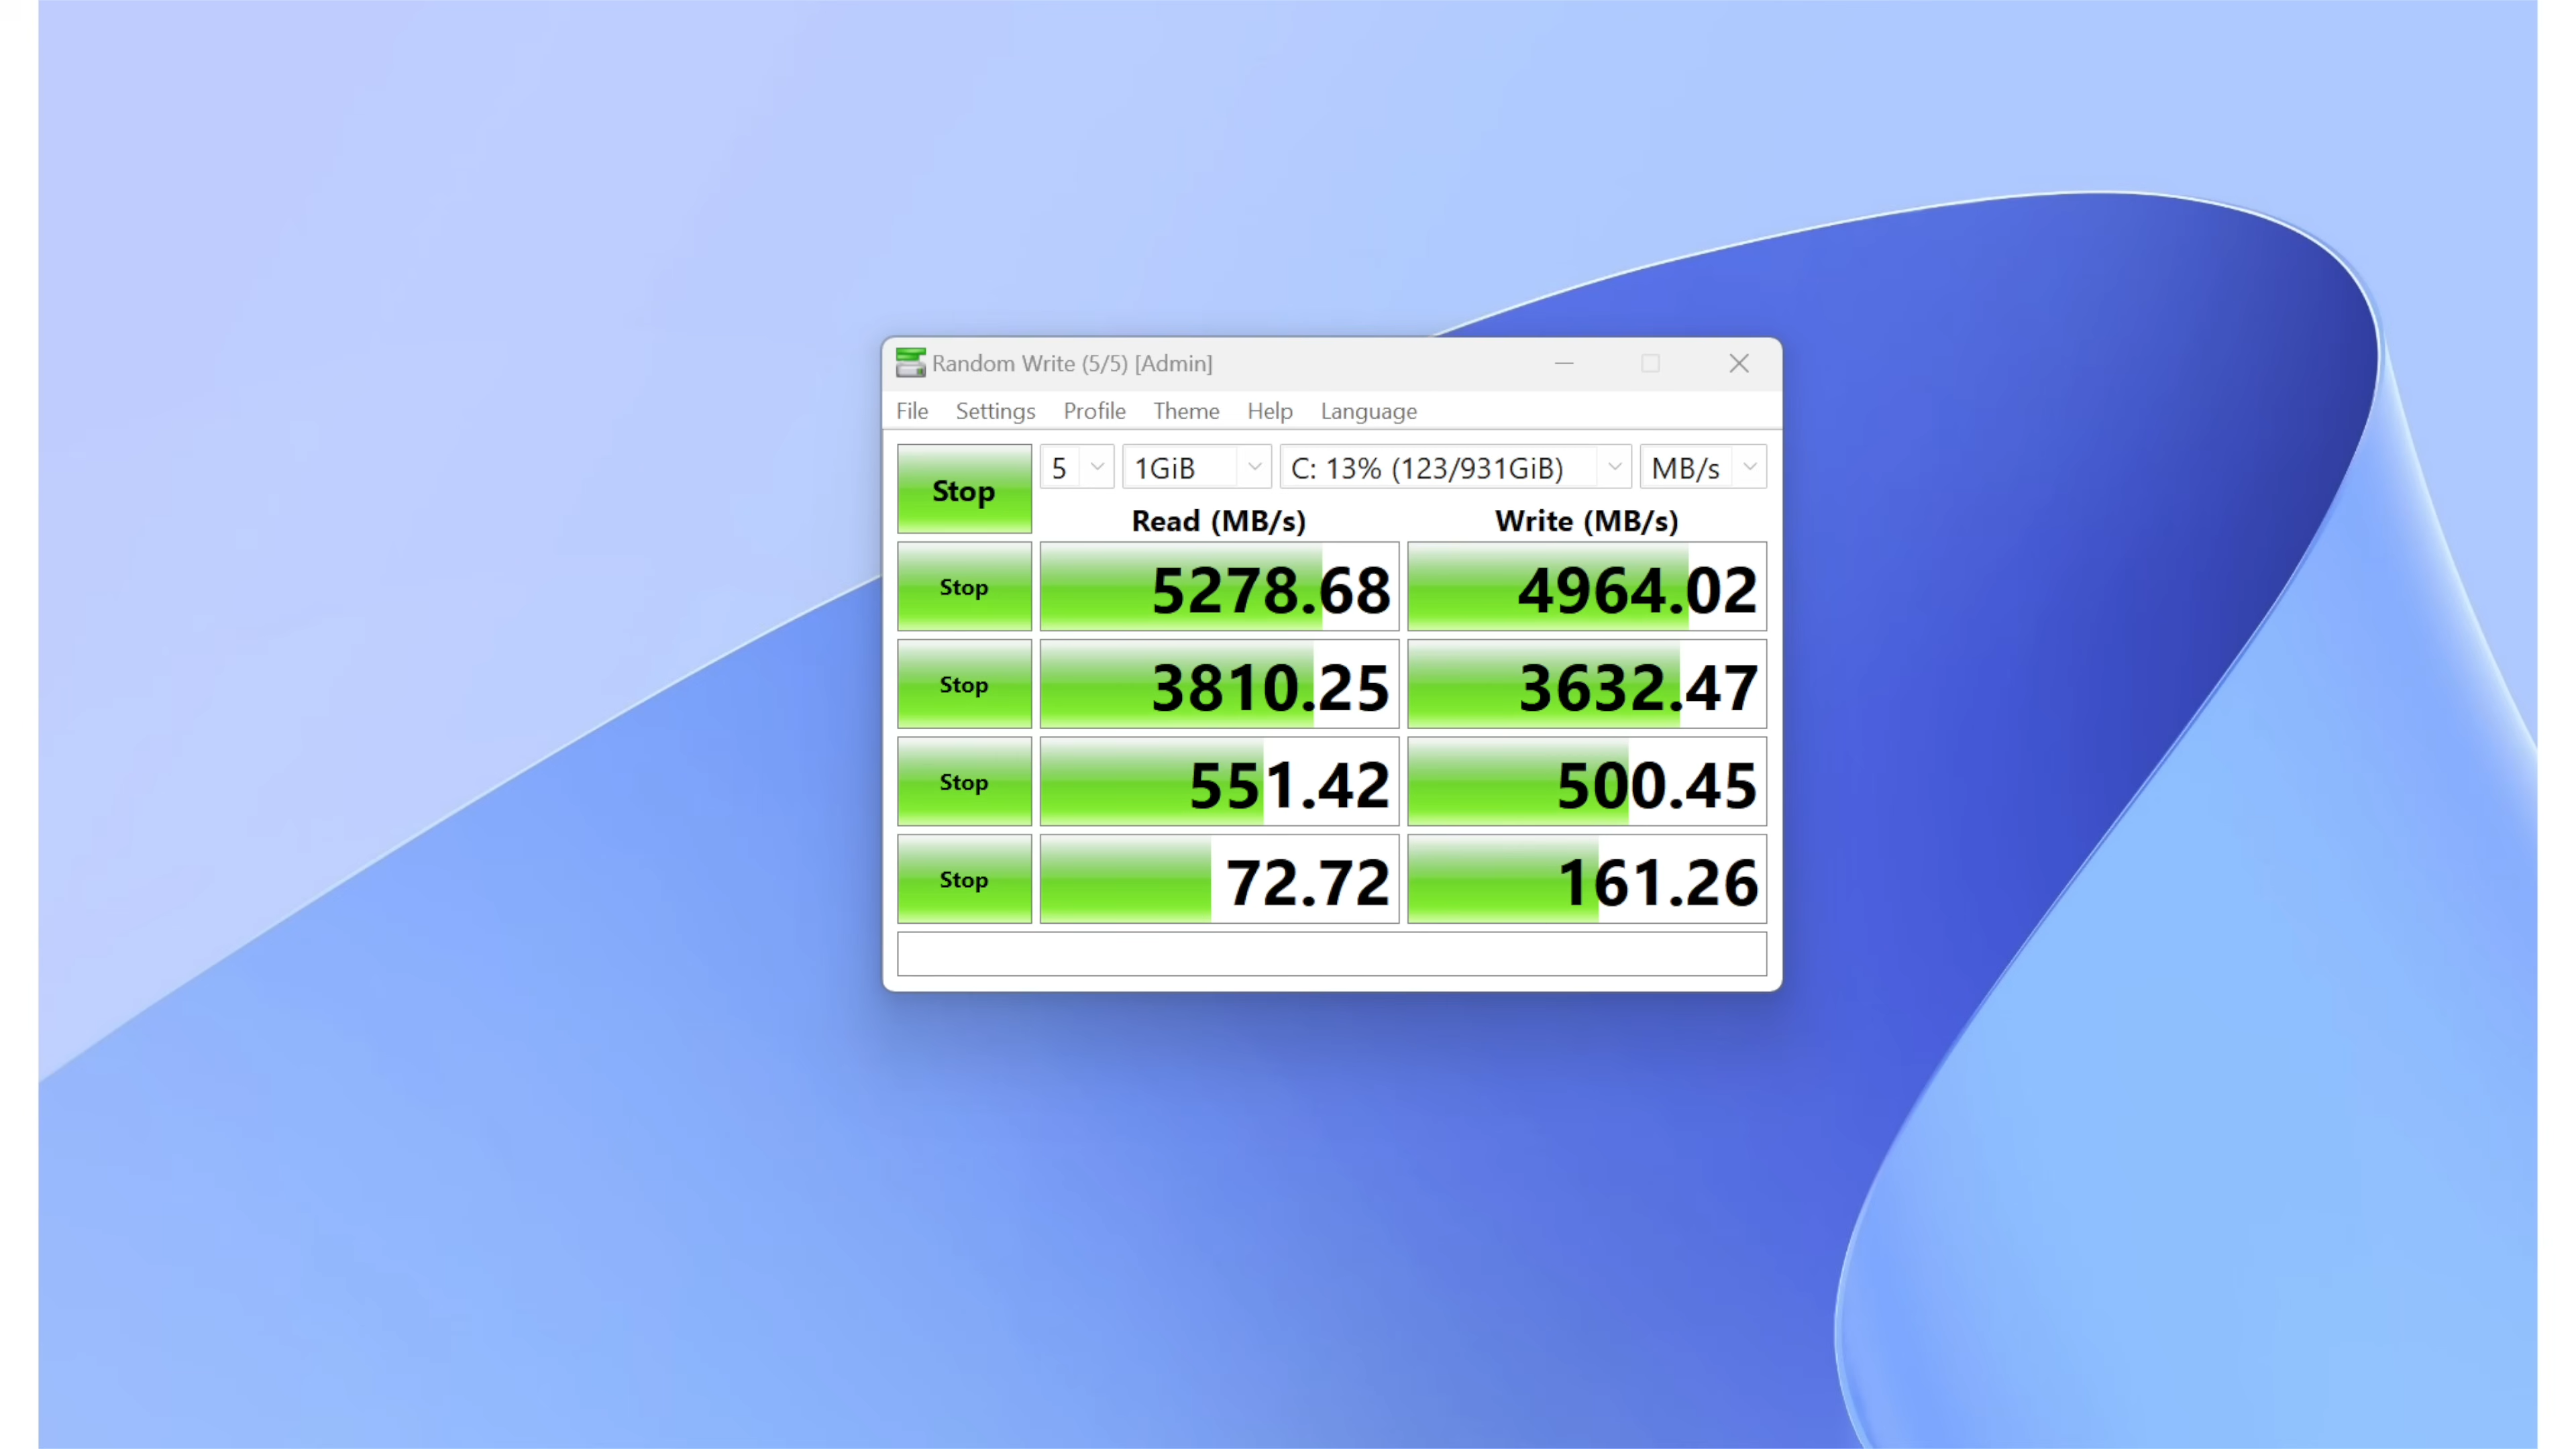 Random Write (5/5) [Admin]
File Settings Profile Theme Help Language
Stop 5 1GiB C: 13% (123/931GiB) MB/s
Read (MB/s) Write (MB/s)
Stop 5278.68 4964.02
Stop 3810.25 3632.47
Stop 551.42 500.45
Stop 72.72 161.26